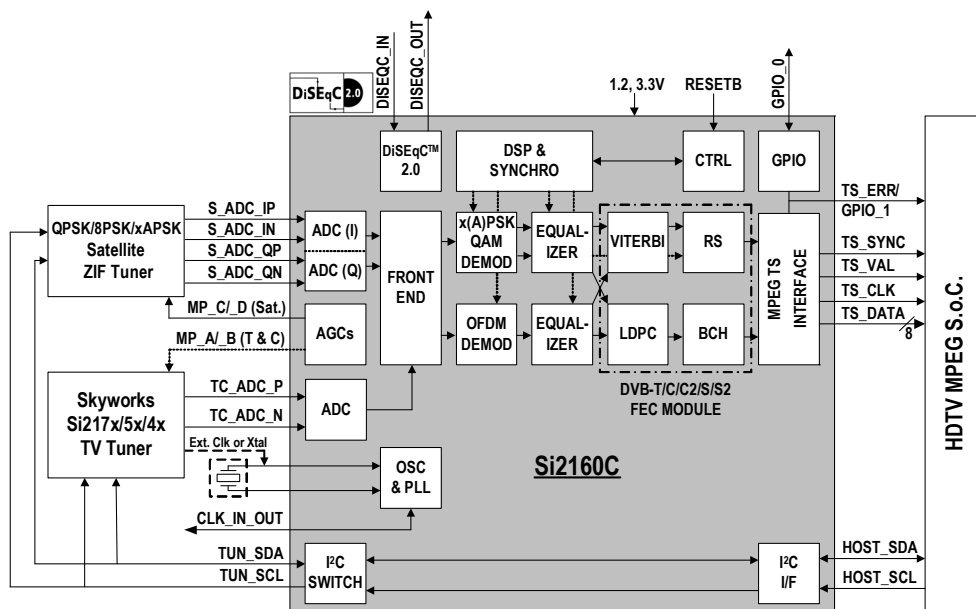 DiSEqC 2.0
DISEQC_IN
DISEQC_OUT
1.2, 3.3V
RESETB
GPIO_0
DiSEqC™
2.0
DSP &
SYNCHRO
CTRL
GPIO
QPSK/8PSK/xAPSK
Satellite
ZIF Tuner
S_ADC_IP
S_ADC_IN
S_ADC_QP
S_ADC_QN
ADC (I)
ADC (Q)
FRONT
END
x(A)PSK
QAM
DEMOD
EQUAL-
IZER
VITERBI
RS
MPEG TS
INTERFACE
TS_ERR/
GPIO_1
TS_SYNC
TS_VAL
TS_CLK
TS_DATA
8
HDTV MPEG S.o.C.
MP_C/_D (Sat.)
MP_A/_B (T & C)
AGCs
OFDM
DEMOD
EQUAL-
IZER
LDPC
BCH
DVB-T/C/C2/S/S2
FEC MODULE
Skyworks
Si217x/5x/4x
TV Tuner
TC_ADC_P
TC_ADC_N
ADC
Ext. Clk or Xtal
OSC
& PLL
Si2160C
CLK_IN_OUT
TUN_SDA
TUN_SCL
I²C
SWITCH
I²C
I/F
HOST_SDA
HOST_SCL